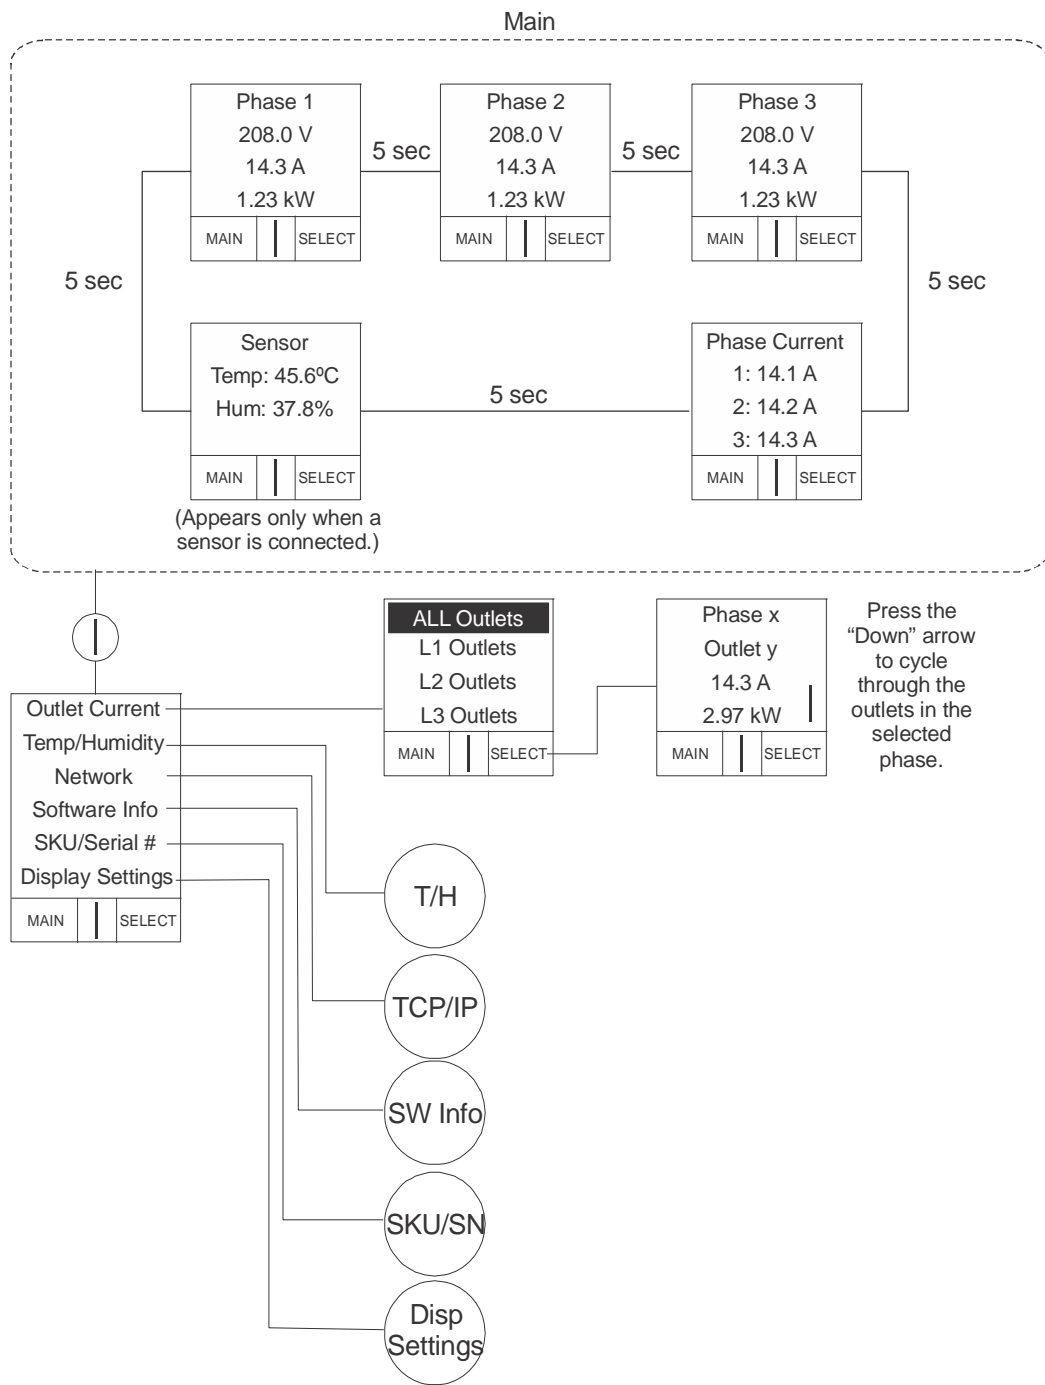 Main
Phase 1
208.0 V
14.3 A
1.23 kW
MAIN
SELECT
5 sec
Phase 2
208.0 V
14.3 A
1.23 kW
MAIN
SELECT
5 sec
Phase 3
208.0 V
14.3 A
1.23 kW
MAIN
SELECT
5 sec
5 sec
Sensor
Temp: 45.6ºC
Hum: 37.8%
MAIN
SELECT
(Appears only when a
sensor is connected.)
5 sec
Phase Current
1: 14.1 A
2: 14.2 A
3: 14.3 A
MAIN
SELECT
Outlet Current
Temp/Humidity
Network
Software Info
SKU/Serial #
Display Settings
MAIN
SELECT
ALL Outlets
L1 Outlets
L2 Outlets
L3 Outlets
MAIN
SELECT
Phase x
Outlet y
14.3 A
2.97 kW
MAIN
SELECT
Press the
“Down” arrow
to cycle
through the
outlets in the
selected
phase.
T/H
TCP/IP
SW Info
SKU/SN
Disp
Settings